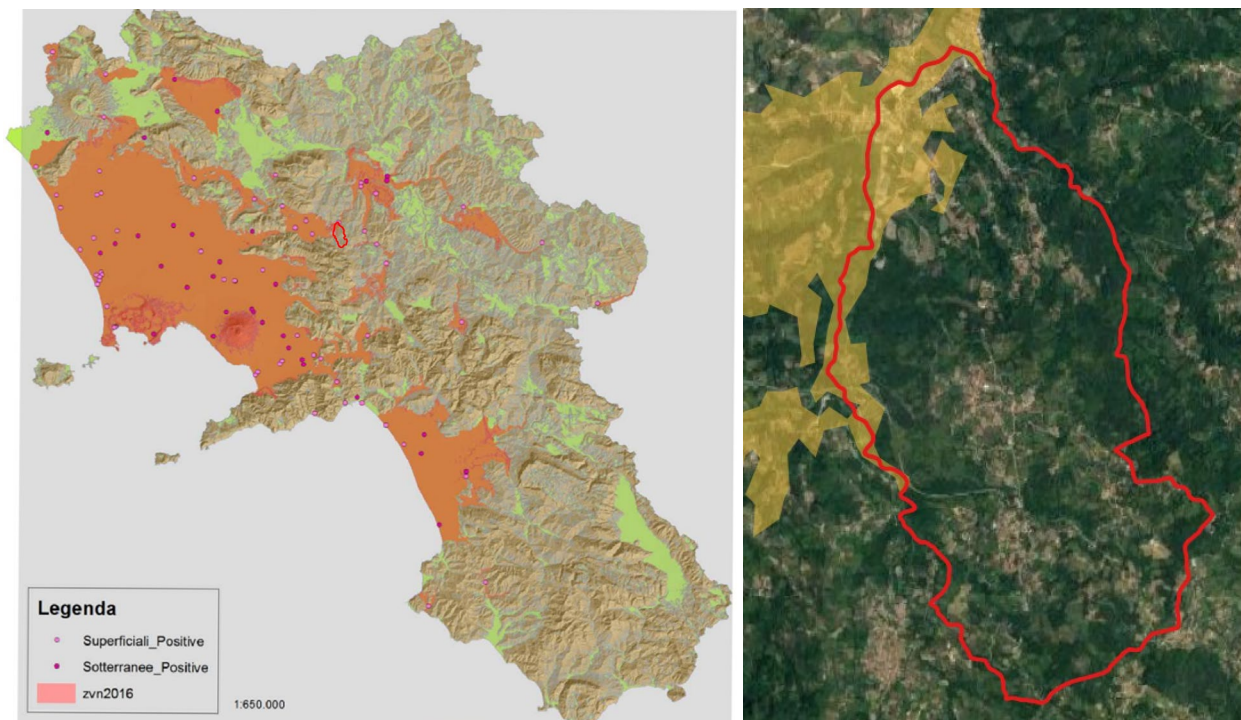 Legenda
Superficiali_Positive
Sotterranee_Positive
zvn2016
1:650.000